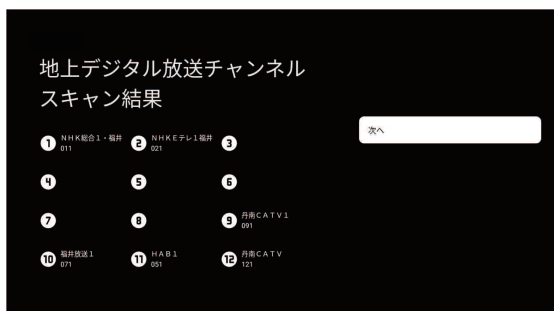 地上デジタル放送チャンネル
スキャン結果
次へ
1 NHK総合1・福井
011
2 NHKEテレ1福井
021
3
4
5
6
7
8
9 丹南CATV1
091
10 福井放送1
071
11 HAB1
051
12 丹南CATV
121